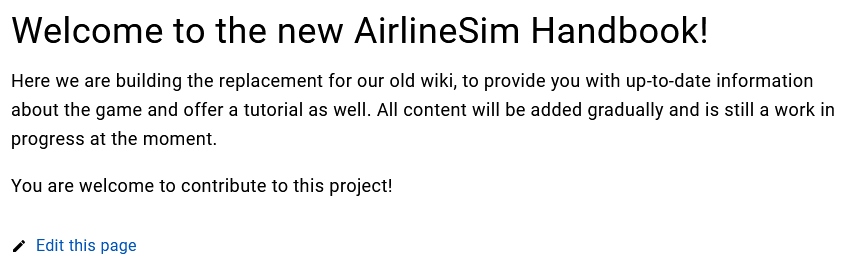 Welcome to the new AirlineSim Handbook!
Here we are building the replacement for our old wiki, to provide you with up-to-date information
about the game and offer a tutorial as well. All content will be added gradually and is still a work in
progress at the moment.
You are welcome to contribute to this project!
Edit this page